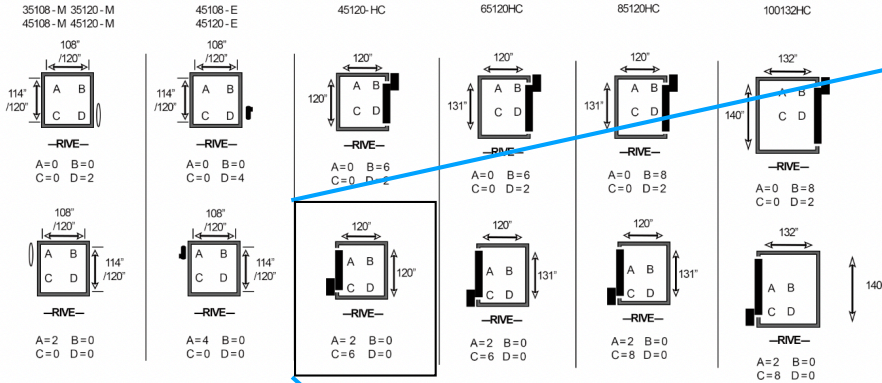 35108-M 35120-M
45108-M 45120-M
108"
/120"
114"
/120"
A B
C D
—RIVE—
A=0 B=0
C=0 D=2
108"
/120"
A B
C D
114"
/120"
—RIVE—
A=2 B=0
C=0 D=0
45108-E
45120-E
108"
/120"
114"
/120"
A B
C D
—RIVE—
A=0 B=0
C=0 D=4
108"
/120"
A B
C D
114"
/120"
—RIVE—
A=4 B=0
C=0 D=0
45120-HC
120"
120"
A B
C D
—RIVE—
A=0 B=6
C=0 D=2
120"
A B
C D
120"
—RIVE—
A=2 B=0
C=6 D=0
65120HC
120"
131"
A B
C D
—RIVE—
A=0 B=6
C=0 D=2
120"
A B
C D
131"
—RIVE—
A=2 B=0
C=6 D=0
85120HC
120"
131"
A B
C D
—RIVE—
A=0 B=8
C=0 D=2
120"
A B
C D
131"
—RIVE—
A=2 B=0
C=8 D=0
100132HC
132"
140"
A B
C D
—RIVE—
A=0 B=8
C=0 D=2
132"
A B
C D
140
—RIVE—
A=2 B=0
C=8 D=0